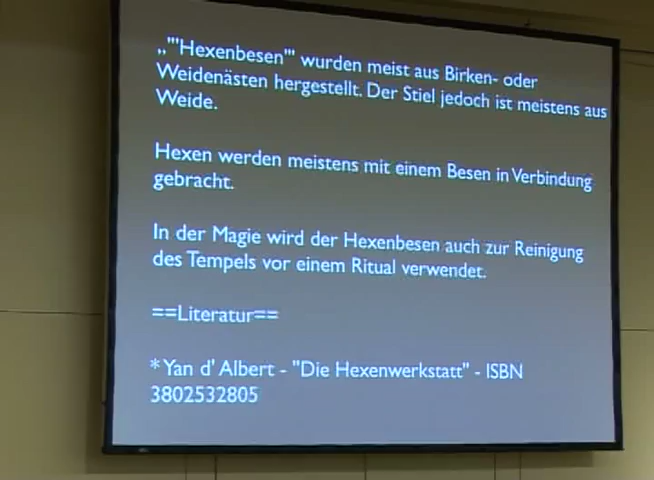 „"'Hexenbesen"' wurden meist aus Birken- oder
Weidenästen hergestellt. Der Stiel jedoch ist meistens aus
Weide.
Hexen werden meistens mit einem Besen in Verbindung
gebracht.
In der Magie wird der Hexenbesen auch zur Reinigung
des Tempels vor einem Ritual verwendet.
==Literatur==
* Yan d' Albert - "Die Hexenwerkstatt" - ISBN
3802532805